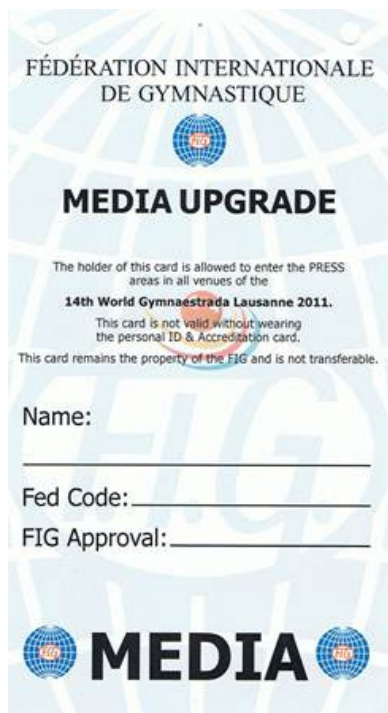 FÉDÉRATION INTERNATIONALE
DE GYMNASTIQUE
FIG
MEDIA UPGRADE
The holder of this card is allowed to enter the PRESS
areas in all venues of the
14th World Gymnaestrada Lausanne 2011.
This card is not valid without wearing
the personal ID & Accreditation card.
This card remains the property of the FIG and is not transferable.
F.I.G.
Name:
Fed Code:
FIG Approval:
FIG MEDIA FIG